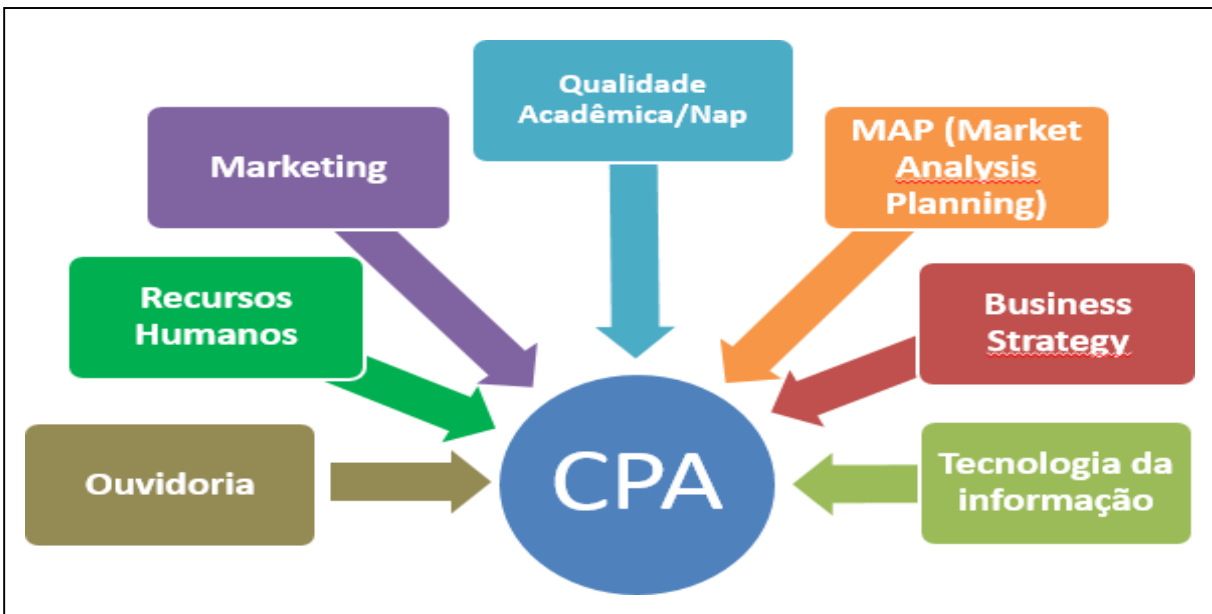 Qualidade
Acadêmica/Nap
Marketing
MAP (Market
Analysis
Planning)
Recursos
Humanos
Business
Strategy
Ouvidoria
CPA
Tecnologia da
informação